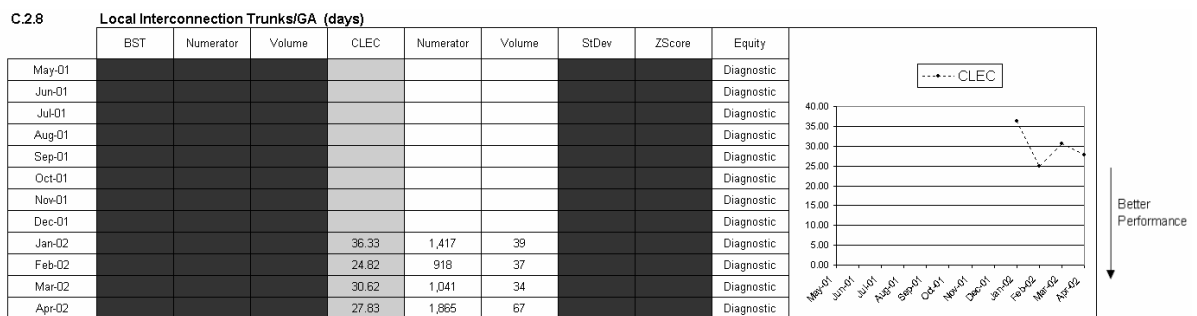 C.2.8 Local Interconnection Trunks/GA (days)
BST Numerator Volume CLEC Numerator Volume StDev ZScore Equity
May-01 Diagnostic
Jun-01 Diagnostic
Jul-01 Diagnostic
Aug-01 Diagnostic
Sep-01 Diagnostic
Oct-01 Diagnostic
Nov-01 Diagnostic
Dec-01 Diagnostic
Jan-02 36.33 1,417 39 Diagnostic
Feb-02 24.82 918 37 Diagnostic
Mar-02 30.62 1,041 34 Diagnostic
Apr-02 27.83 1,865 67 Diagnostic
CLEC
40.00
35.00
30.00
25.00
20.00
15.00
10.00
5.00
0.00
May-01 Jun-01 Jul-01 Aug-01 Sep-01 Oct-01 Nov-01 Dec-01 Jan-02 Feb-02 Mar-02 Apr-02
Better
Performance